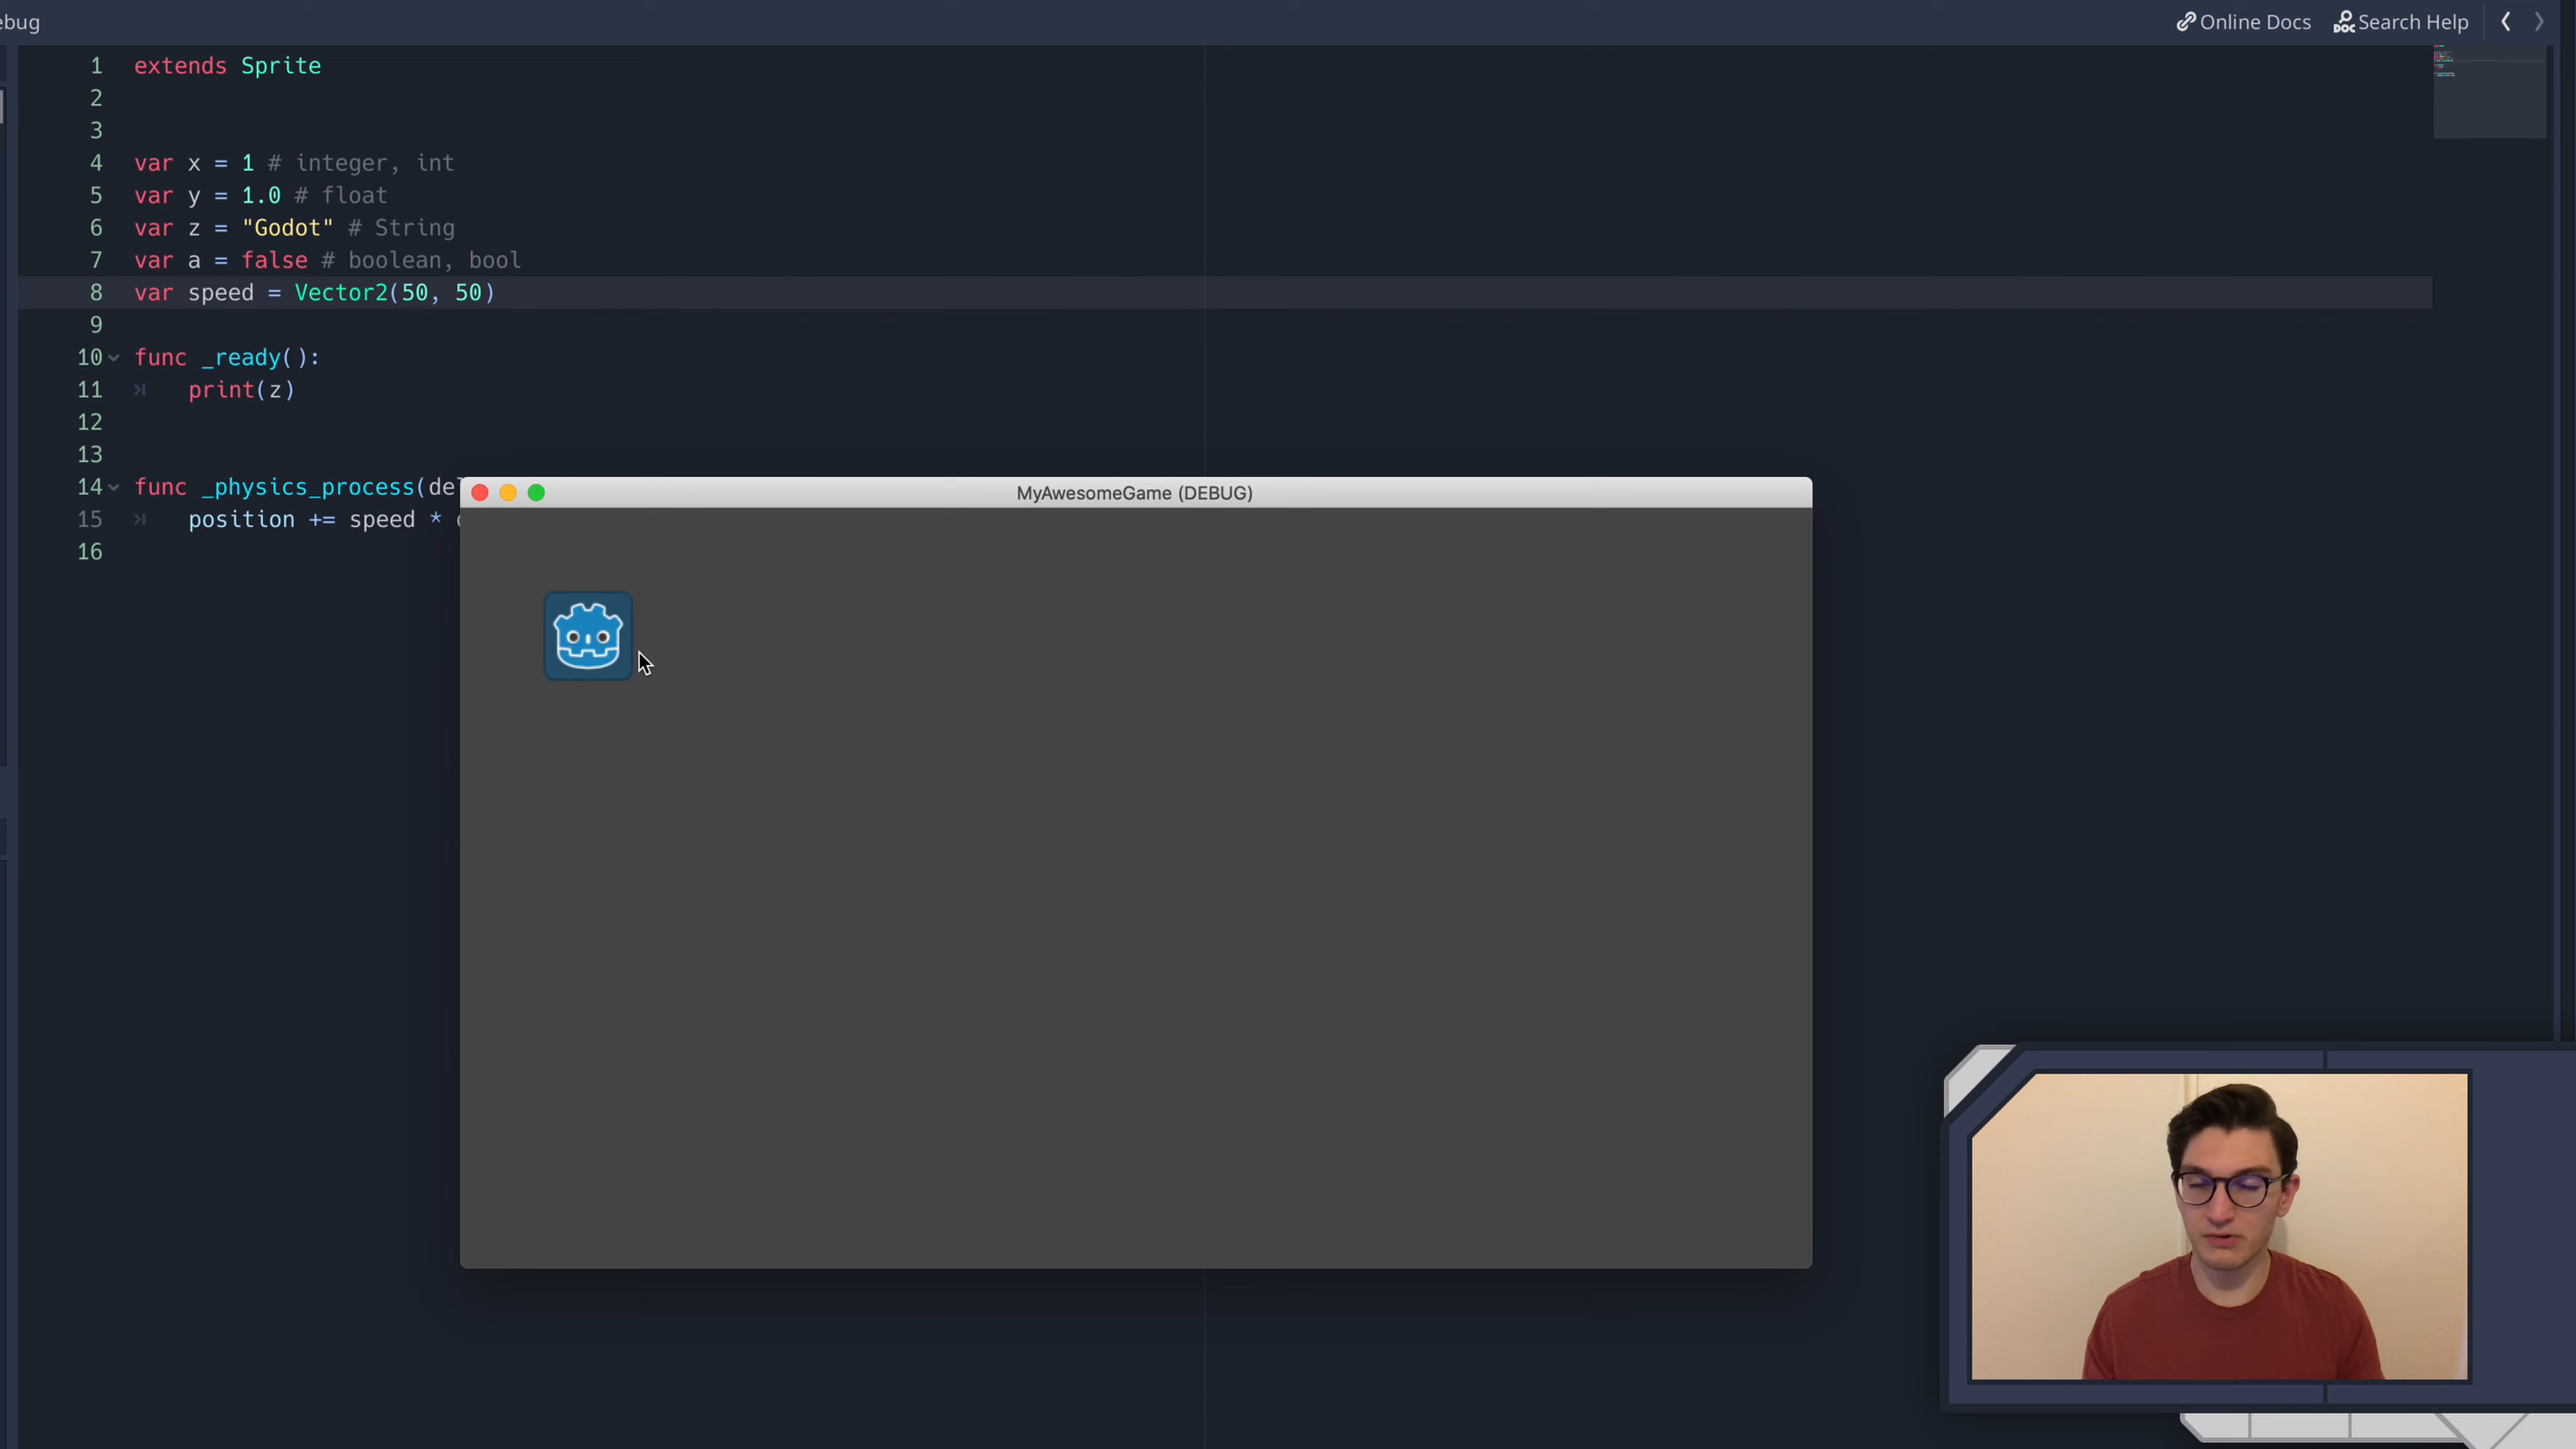 ebug
Online Docs
DOC
Search Help
1 extends Sprite
2
3
4 var x = 1 # integer, int
5 var y = 1.0 # float
6 var z = "Godot" # String
7 var a = false # boolean, bool
8 var speed = Vector2(50, 50)
9
10 func _ready():
11 print(z)
12
13
14 func _physics_process(del
15 position += speed *
16
MyAwesomeGame (DEBUG)